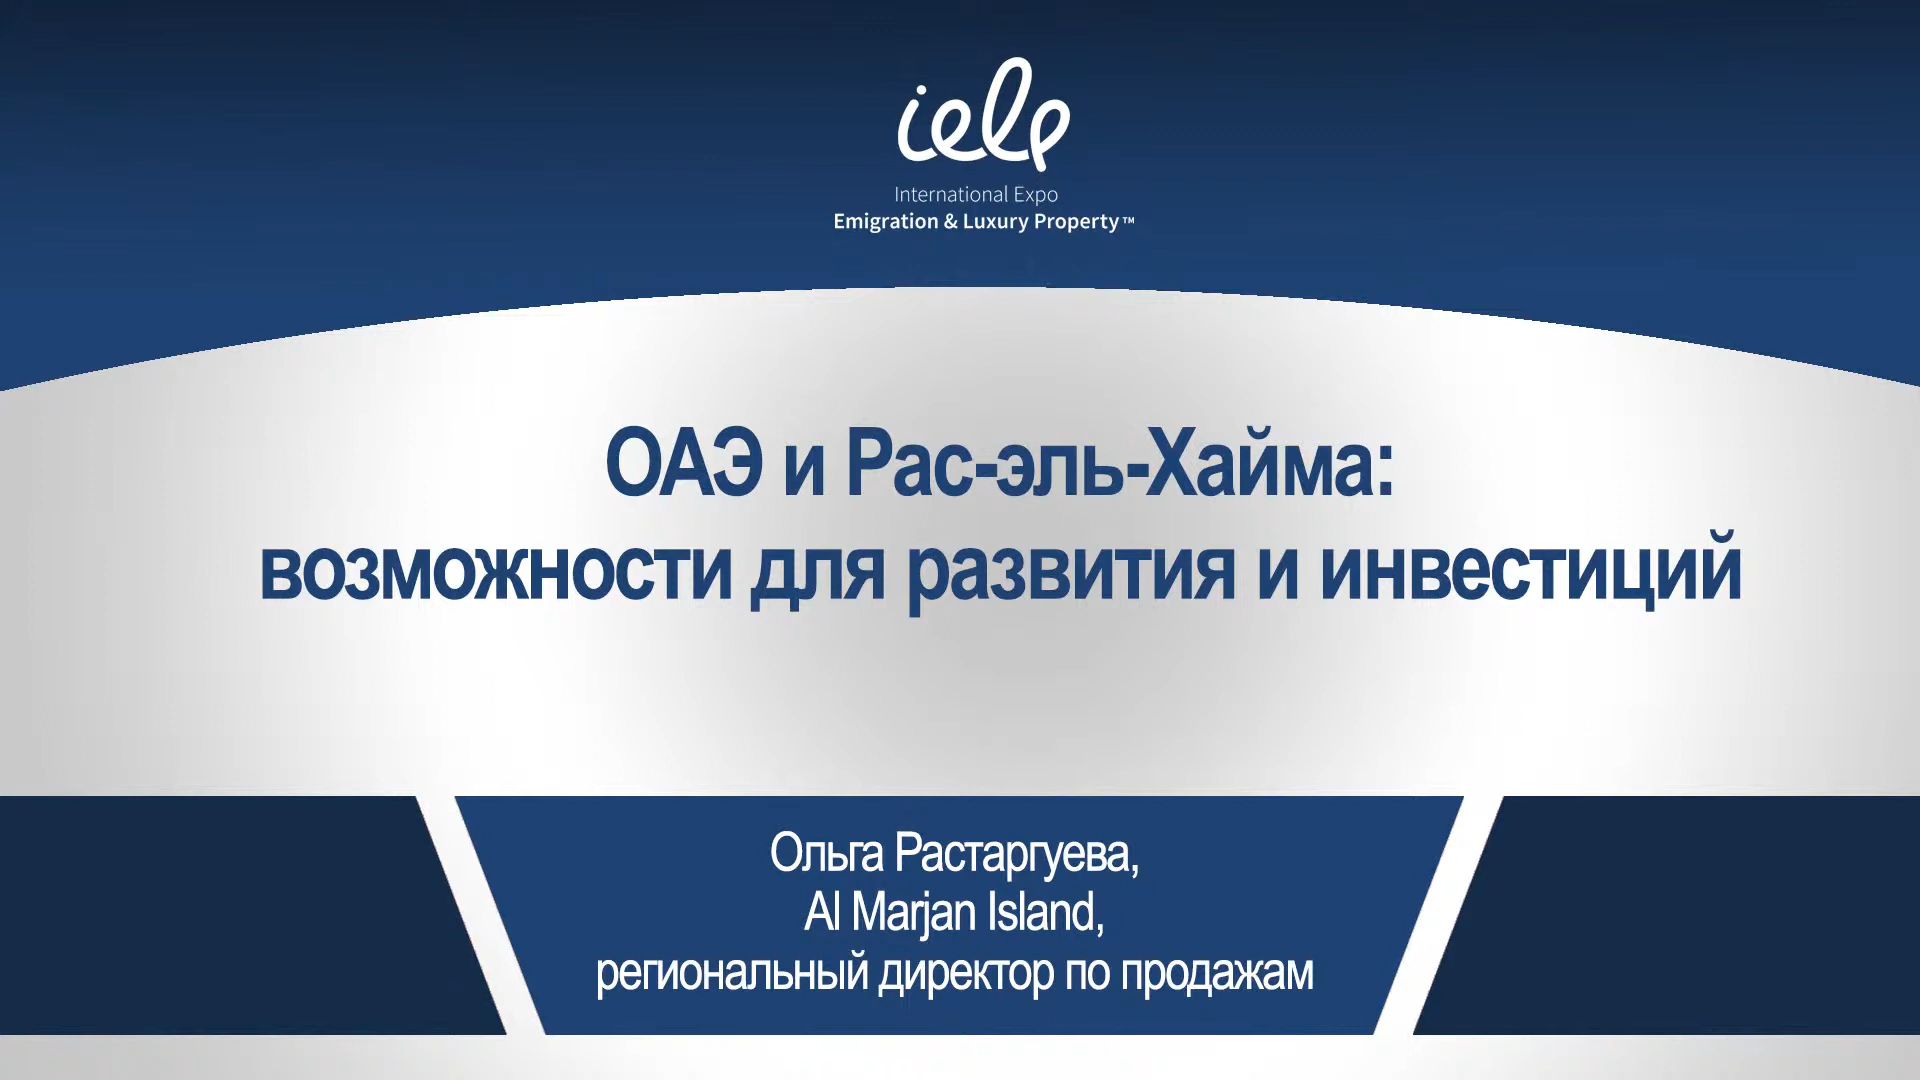 ielp
International Expo
Emigration & Luxury Property™
ОАЭ и Рас-эль-Хайма:
возможности для развития и инвестиций
Ольга Растаргуева,
Al Marjan Island,
региональный директор по продажам